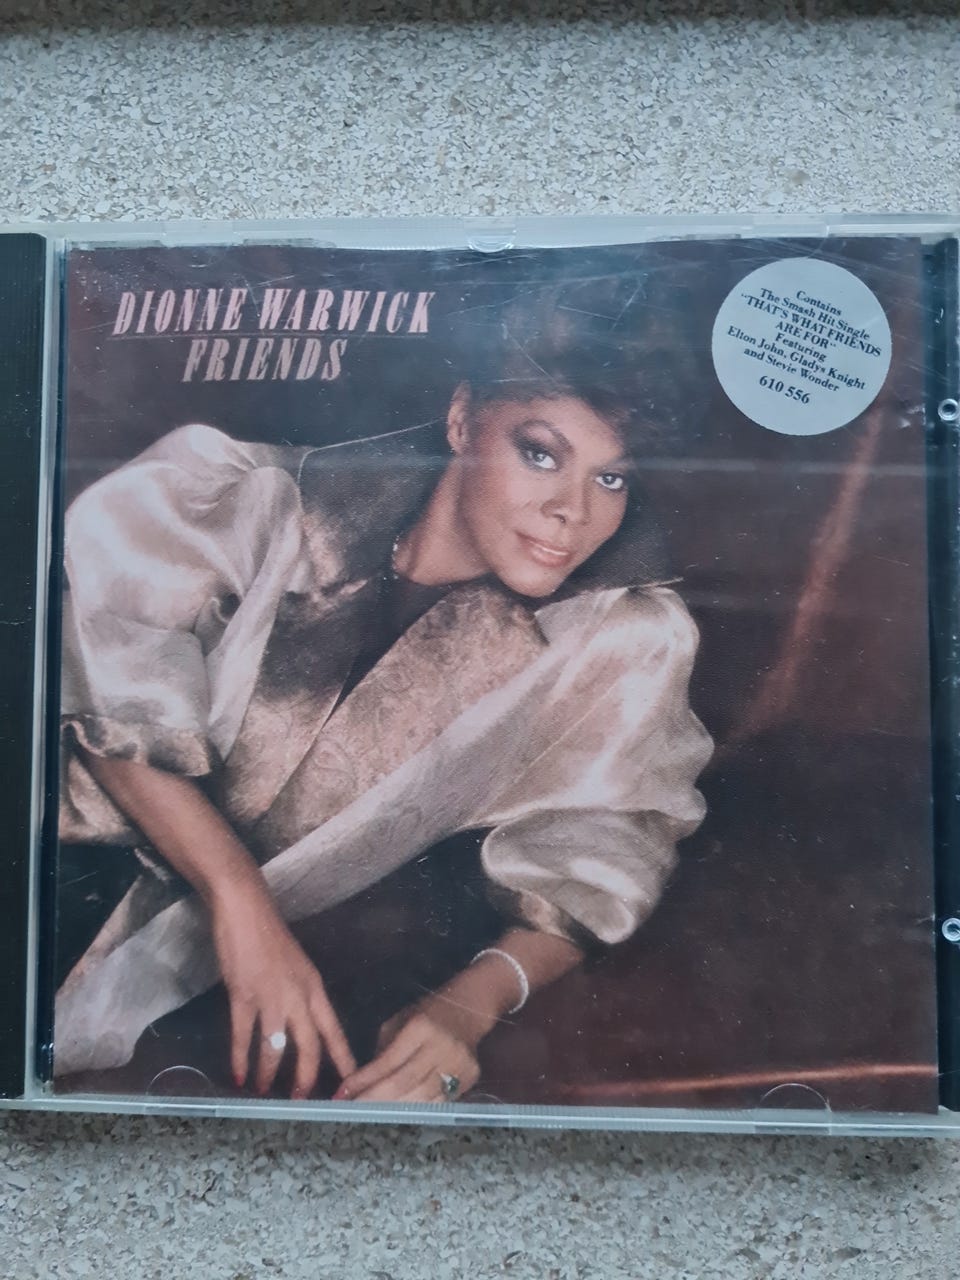 DIONNE WARWICK
FRIENDS
Contains
The Smash Hit Single
"THAT'S WHAT FRIENDS
ARE FOR"
Featuring
Elton John, Gladys Knight
and Stevie Wonder
610 556